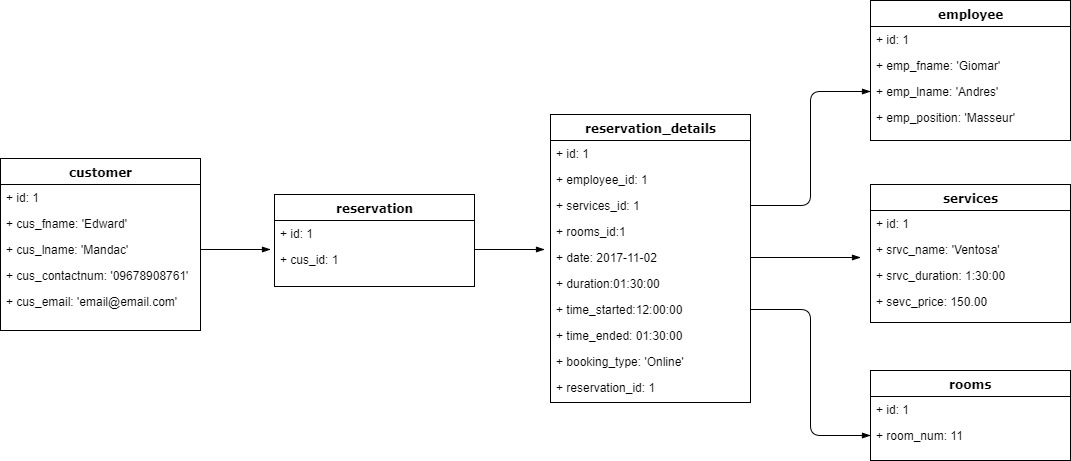 customer
+ id: 1
+ cus_fname: 'Edward'
+ cus_lname: 'Mandac'
+ cus_contactnum: '09678908761'
+ cus_email: 'email@email.com'
reservation
+ id: 1
+ cus_id: 1
reservation_details
+ id: 1
+ employee_id: 1
+ services_id: 1
+ rooms_id:1
+ date: 2017-11-02
+ duration:01:30:00
+ time_started:12:00:00
+ time_ended: 01:30:00
+ booking_type: 'Online'
+ reservation_id: 1
employee
+ id: 1
+ emp_fname: 'Giomar'
+ emp_lname: 'Andres'
+ emp_position: 'Masseur'
services
+ id: 1
+ srvc_name: 'Ventosa'
+ srvc_duration: 1:30:00
+ sevc_price: 150.00
rooms
+ id: 1
+ room_num: 11